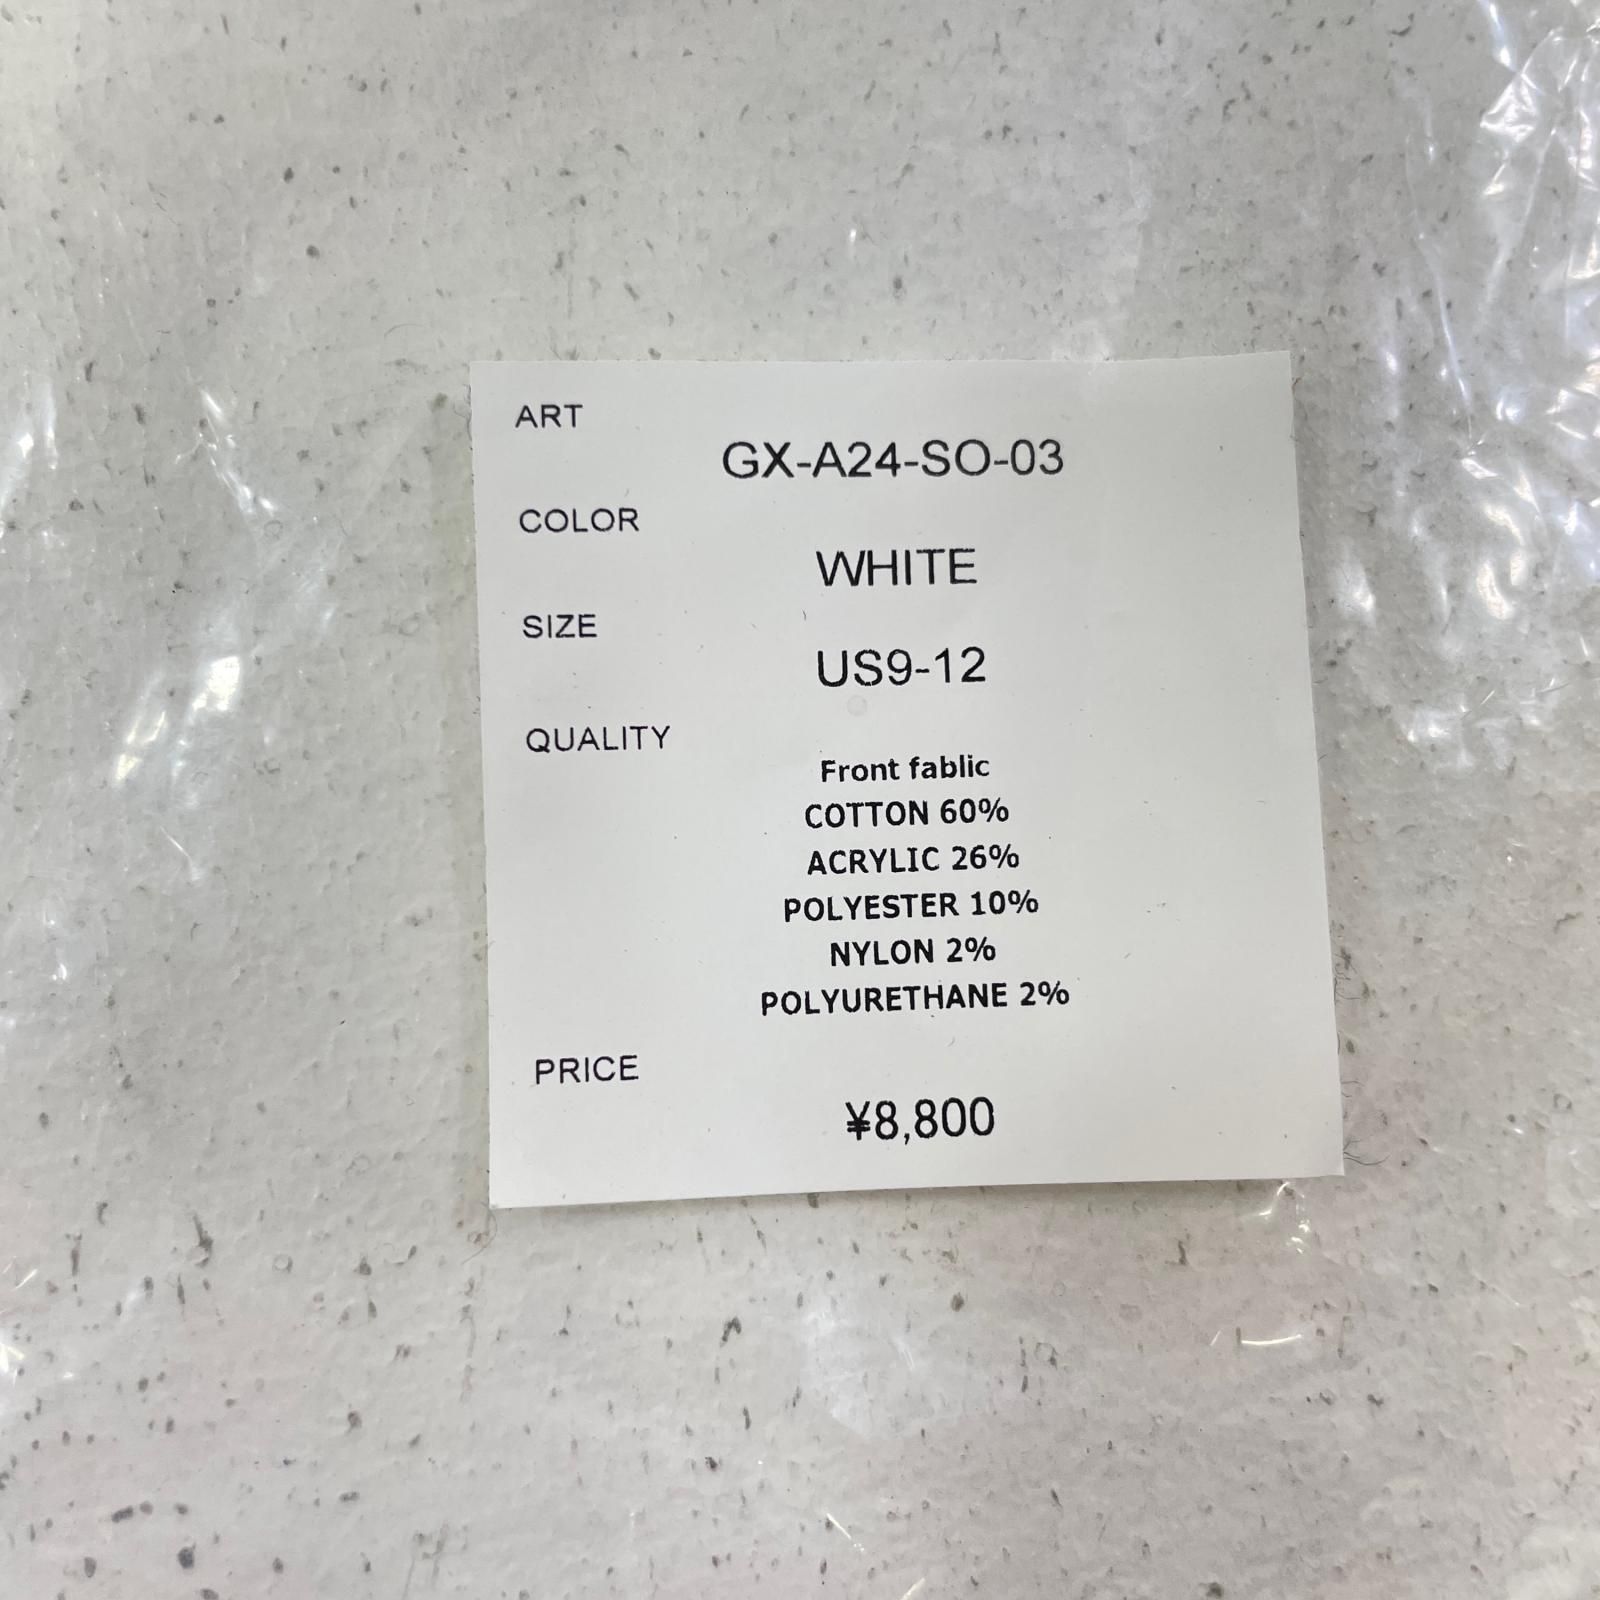 ART
GX-A24-SO-03
COLOR
WHITE
SIZE
US9-12
QUALITY
Front fablic
COTTON 60%
ACRYLIC 26%
POLYESTER 10%
NYLON 2%
POLYURETHANE 2%
PRICE
¥8,800